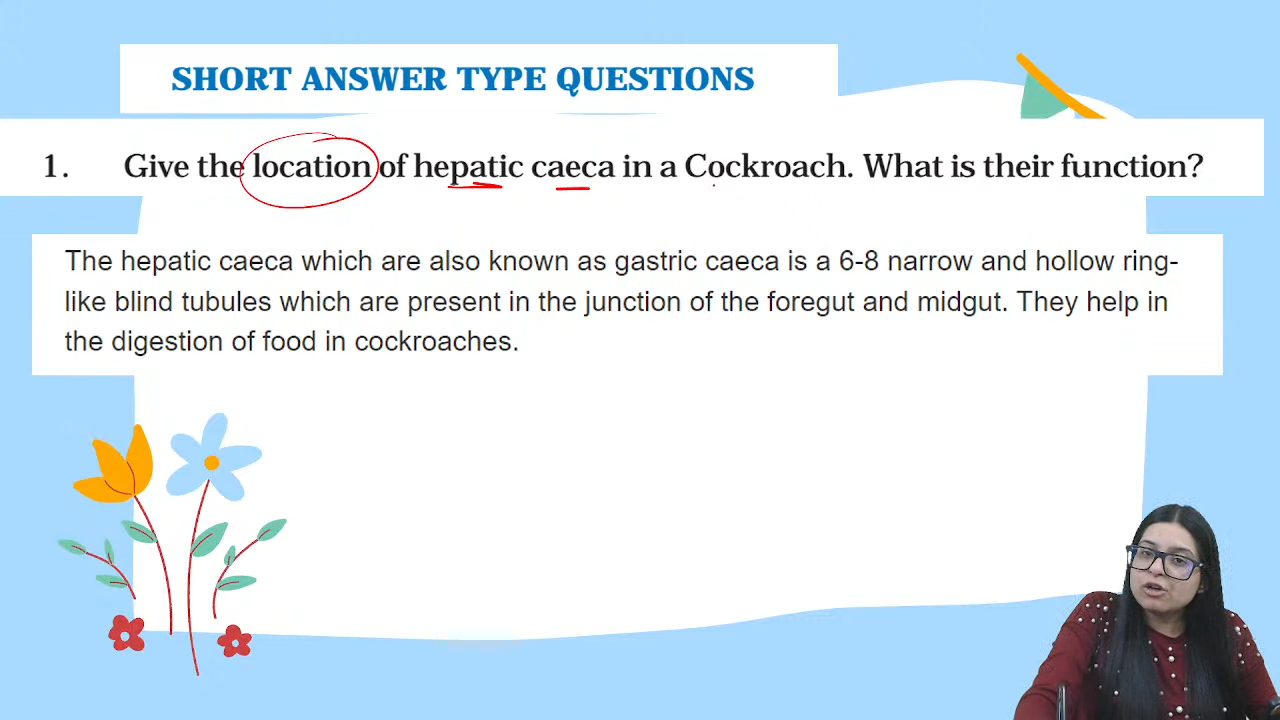 SHORT ANSWER TYPE QUESTIONS
1. Give the location of hepatic caeca in a Cockroach. What is their function?
The hepatic caeca which are also known as gastric caeca is a 6-8 narrow and hollow ring-
like blind tubules which are present in the junction of the foregut and midgut. They help in
the digestion of food in cockroaches.